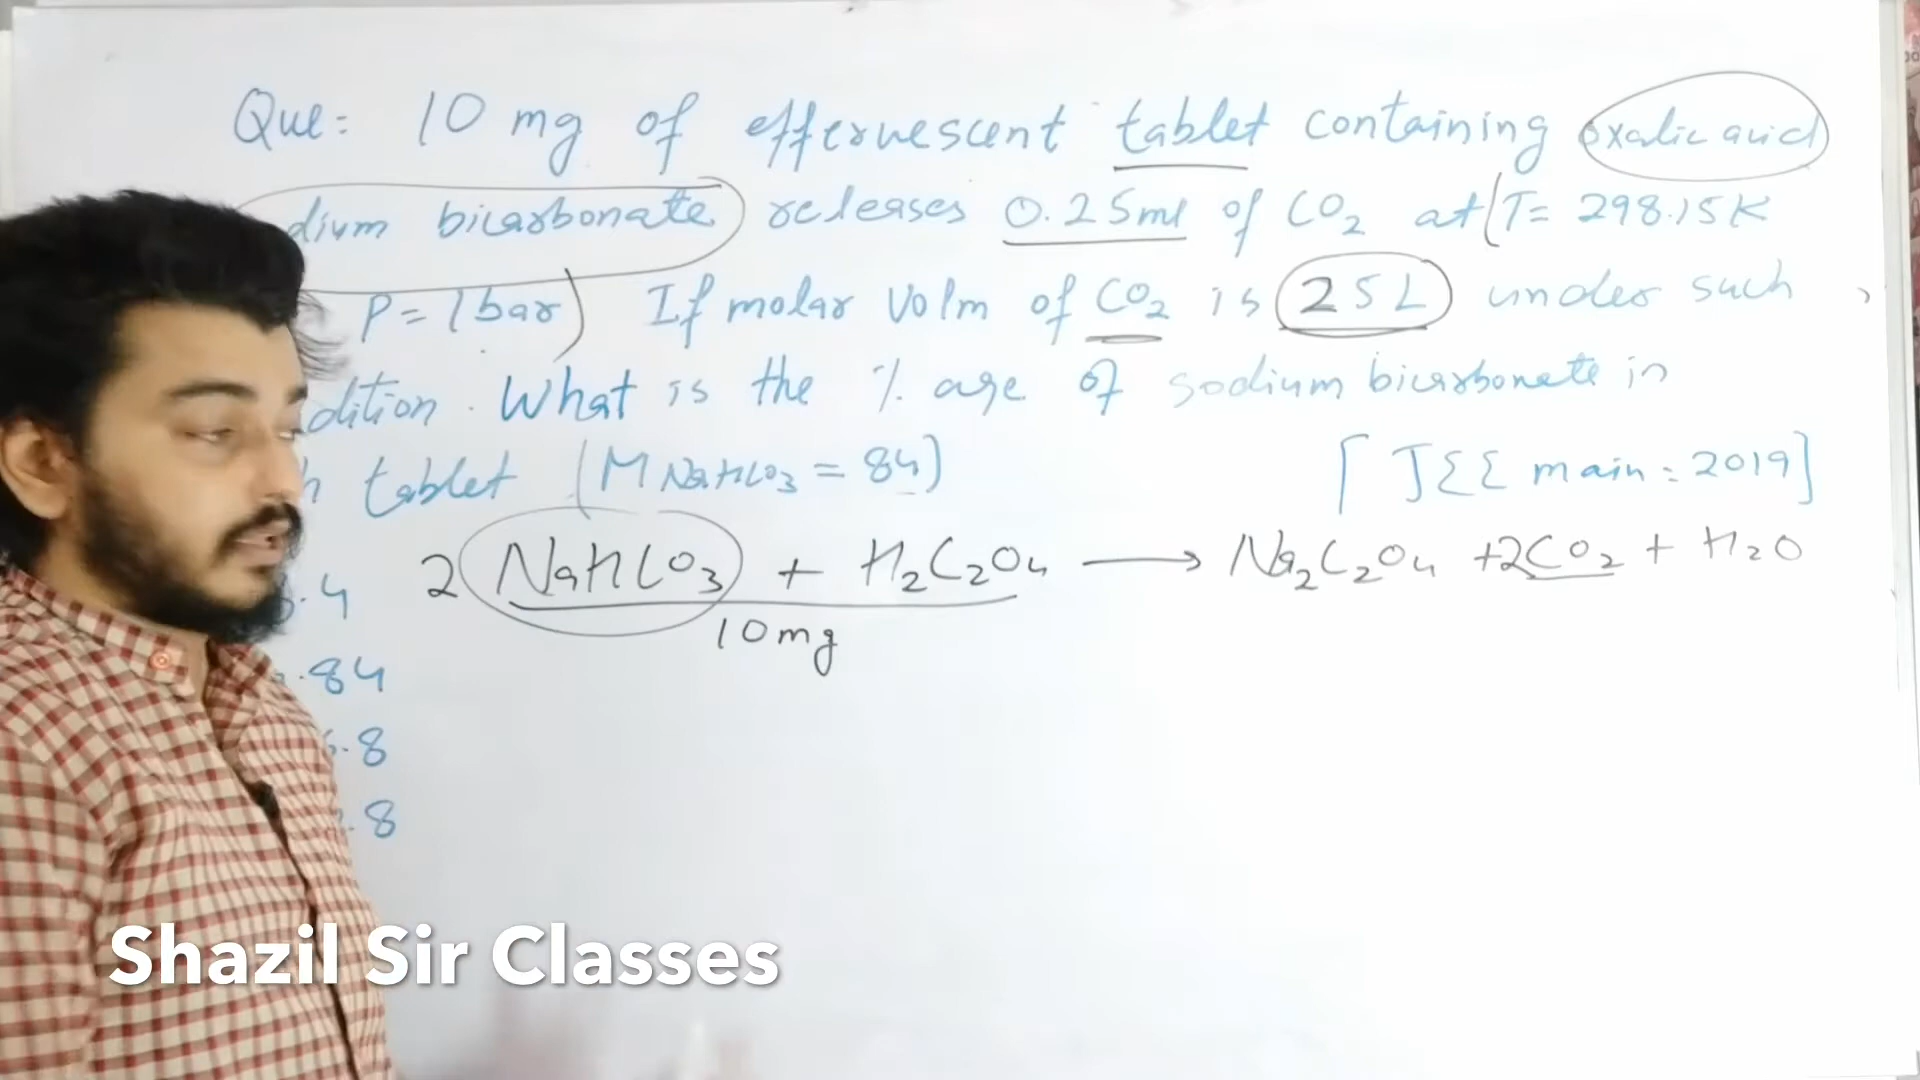 Que: 10 mg of effervescent tablet containing oxalic acid
dium bicarbonate releases 0.25ml of CO2 at (T= 298.15K
P = 1bar) If molar Volm of CO2 is 25L under such
dition. What is the % age of sodium bicarbonate in
h tablet (M NaHCO3 = 84) [JEE main: 2019]
2 NaHCO3 + H2C2O4 ⟶ Na2C2O4 + 2CO2 + H2O
10mg
.4
.84
.8
.8
Shazil Sir Classes